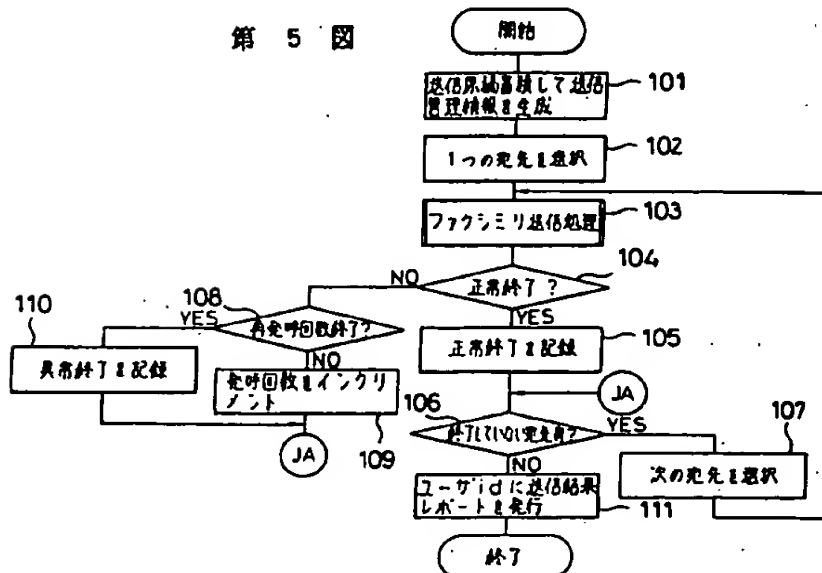 第 5 図
開始
送信原稿蓄積して送信
管理情報を生成
101
1つの宛先を選択
102
ファクシミリ送信処理
103
正常終了?
104
NO
YES
正常終了を記録
105
再発呼回数終了?
108
YES
NO
異常終了を記録
110
発呼回数をインクリ
メント
109
JA
JA
終了していない宛先有?
106
YES
NO
次の宛先を選択
107
ユーザidに送信結果
レポートを発行
111
終了